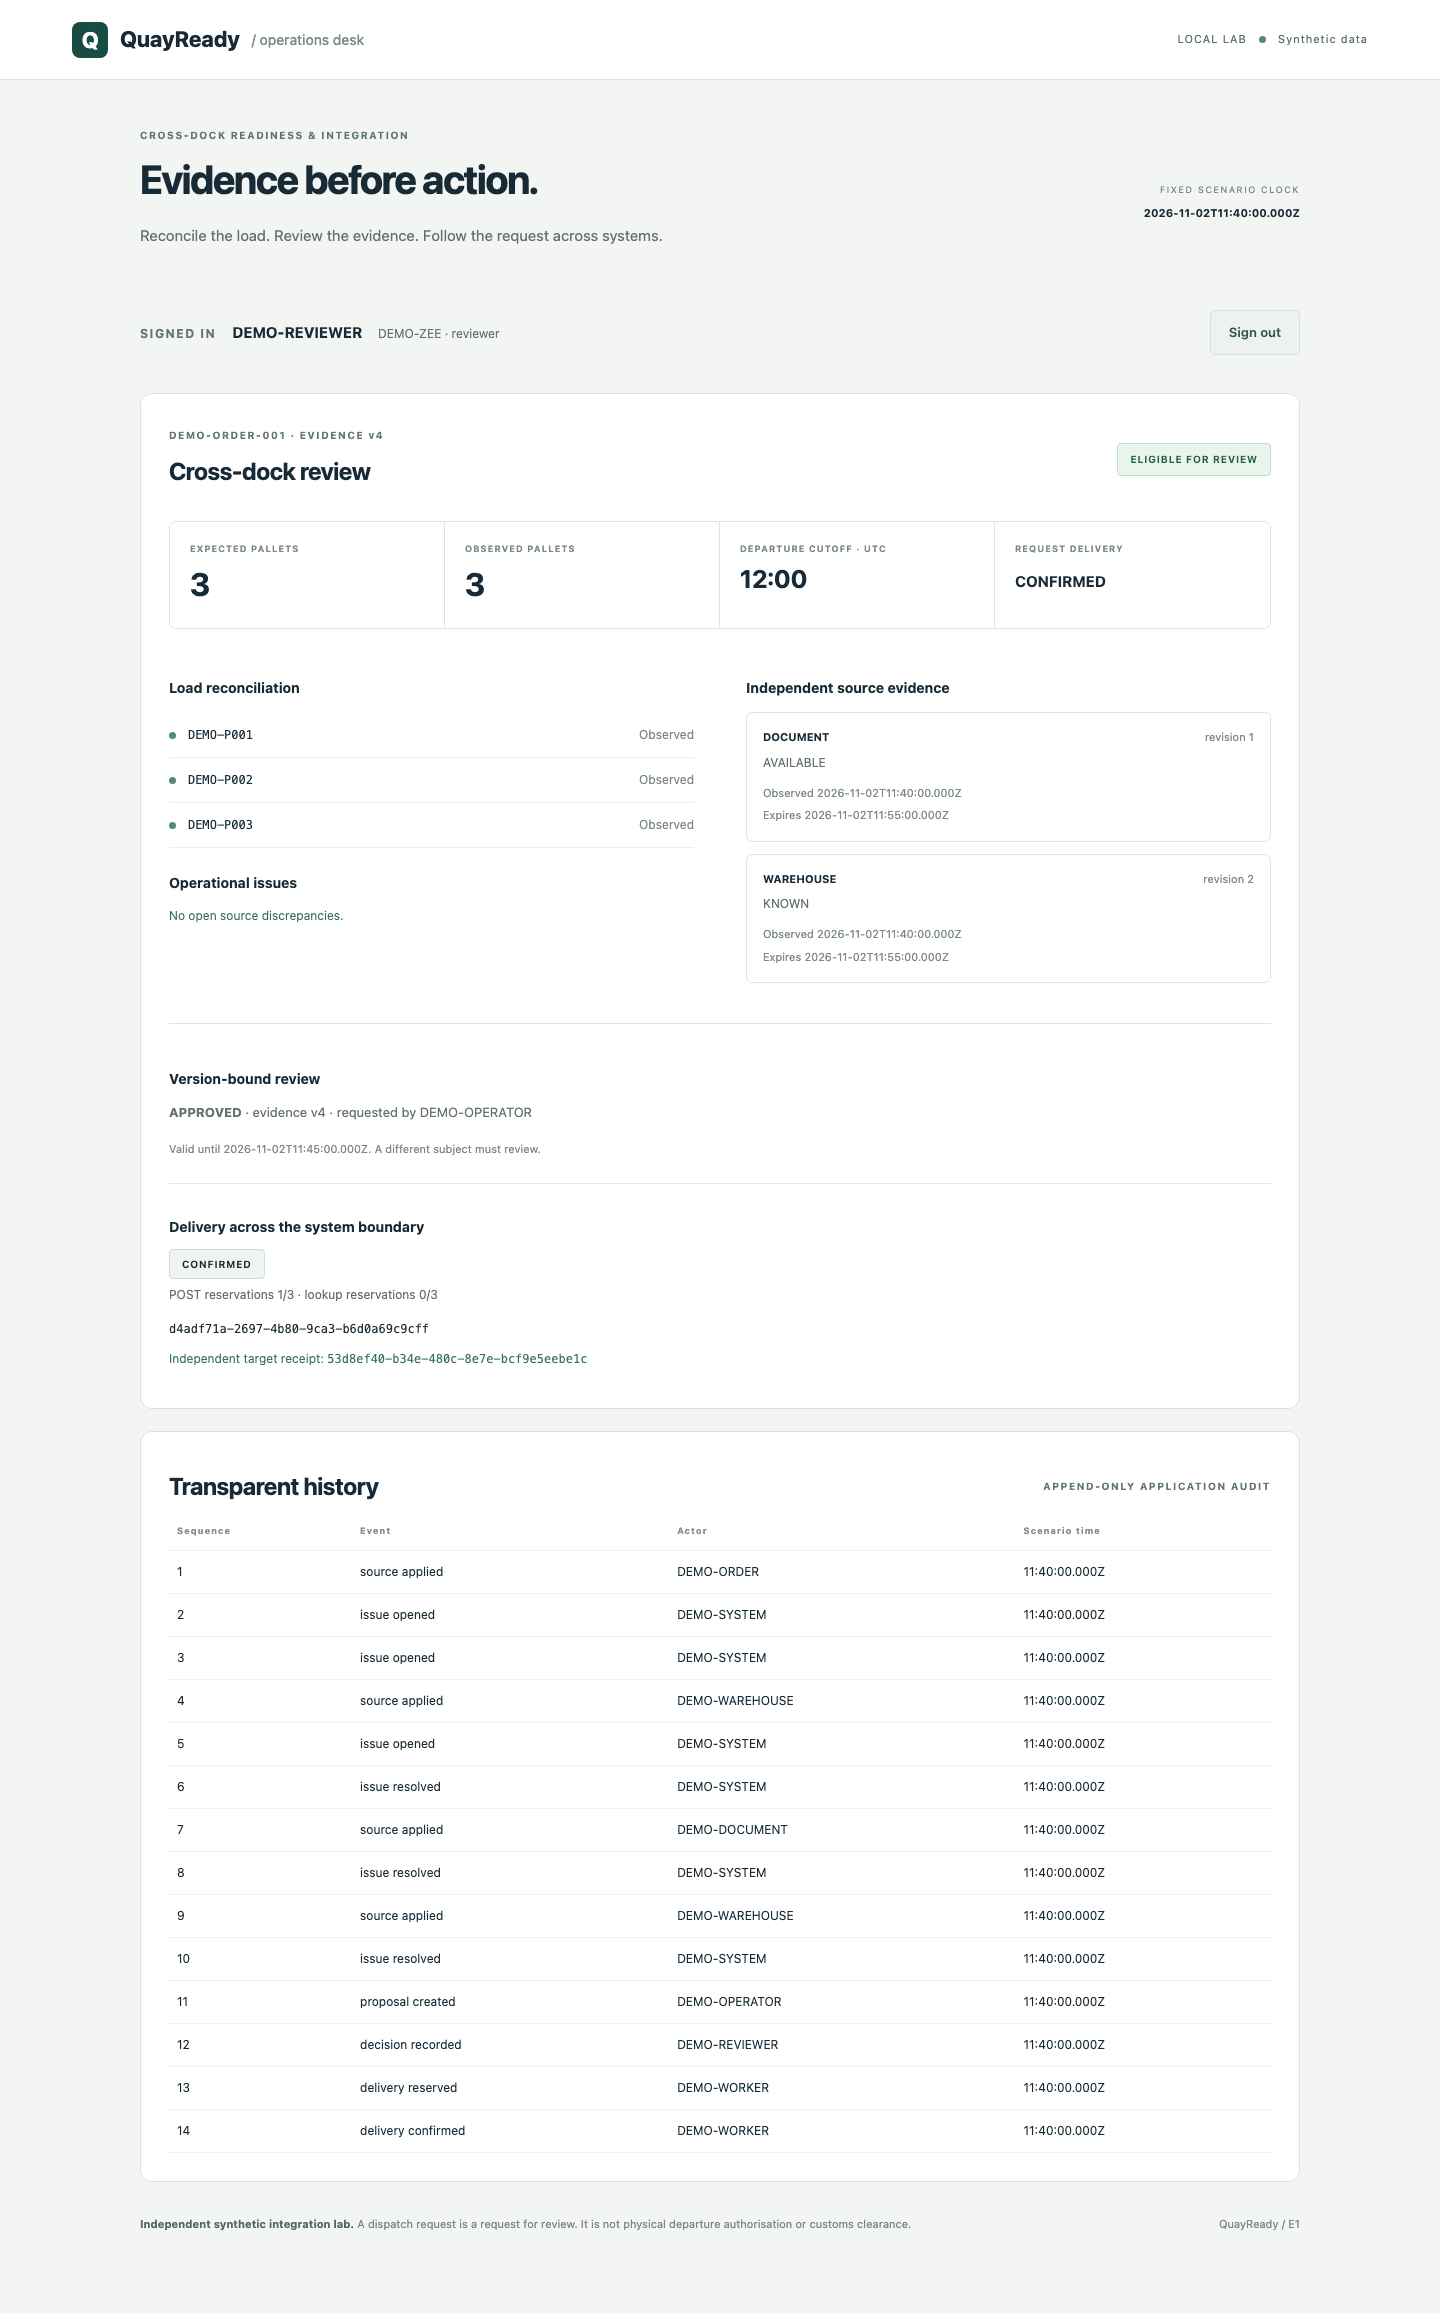 Q QuayReady / operations desk
LOCAL LAB Synthetic data
CROSS-DOCK READINESS & INTEGRATION
Evidence before action.
Reconcile the load. Review the evidence. Follow the request across systems.
FIXED SCENARIO CLOCK
2026-11-02T11:40:00.000Z
SIGNED IN DEMO-REVIEWER DEMO-ZEE · reviewer
Sign out
DEMO-ORDER-001 · EVIDENCE v4
Cross-dock review
ELIGIBLE FOR REVIEW
EXPECTED PALLETS
3
OBSERVED PALLETS
3
DEPARTURE CUTOFF · UTC
12:00
REQUEST DELIVERY
CONFIRMED
Load reconciliation
DEMO-P001 Observed
DEMO-P002 Observed
DEMO-P003 Observed
Operational issues
No open source discrepancies.
Independent source evidence
DOCUMENT revision 1
AVAILABLE
Observed 2026-11-02T11:40:00.000Z
Expires 2026-11-02T11:55:00.000Z
WAREHOUSE revision 2
KNOWN
Observed 2026-11-02T11:40:00.000Z
Expires 2026-11-02T11:55:00.000Z
Version-bound review
APPROVED · evidence v4 · requested by DEMO-OPERATOR
Valid until 2026-11-02T11:45:00.000Z. A different subject must review.
Delivery across the system boundary
CONFIRMED
POST reservations 1/3 · lookup reservations 0/3
d4adf71a-2697-4b80-9ca3-b6d0a69c9cff
Independent target receipt: 53d8ef40-b34e-480c-8e7e-bcf9e5eebe1c
Transparent history
APPEND-ONLY APPLICATION AUDIT
Sequence Event Actor Scenario time
1 source applied DEMO-ORDER 11:40:00.000Z
2 issue opened DEMO-SYSTEM 11:40:00.000Z
3 issue opened DEMO-SYSTEM 11:40:00.000Z
4 source applied DEMO-WAREHOUSE 11:40:00.000Z
5 issue opened DEMO-SYSTEM 11:40:00.000Z
6 issue resolved DEMO-SYSTEM 11:40:00.000Z
7 source applied DEMO-DOCUMENT 11:40:00.000Z
8 issue resolved DEMO-SYSTEM 11:40:00.000Z
9 source applied DEMO-WAREHOUSE 11:40:00.000Z
10 issue resolved DEMO-SYSTEM 11:40:00.000Z
11 proposal created DEMO-OPERATOR 11:40:00.000Z
12 decision recorded DEMO-REVIEWER 11:40:00.000Z
13 delivery reserved DEMO-WORKER 11:40:00.000Z
14 delivery confirmed DEMO-WORKER 11:40:00.000Z
Independent synthetic integration lab. A dispatch request is a request for review. It is not physical departure authorisation or customs clearance.
QuayReady / E1